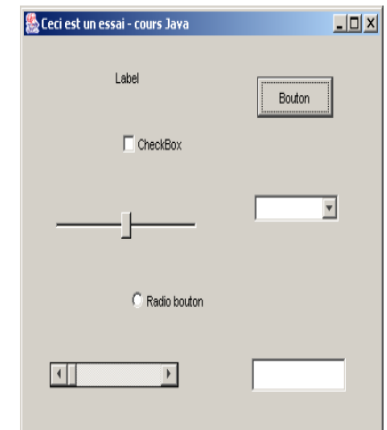 Ceci est un essai - cours Java
Label
Bouton
CheckBox
Radio bouton